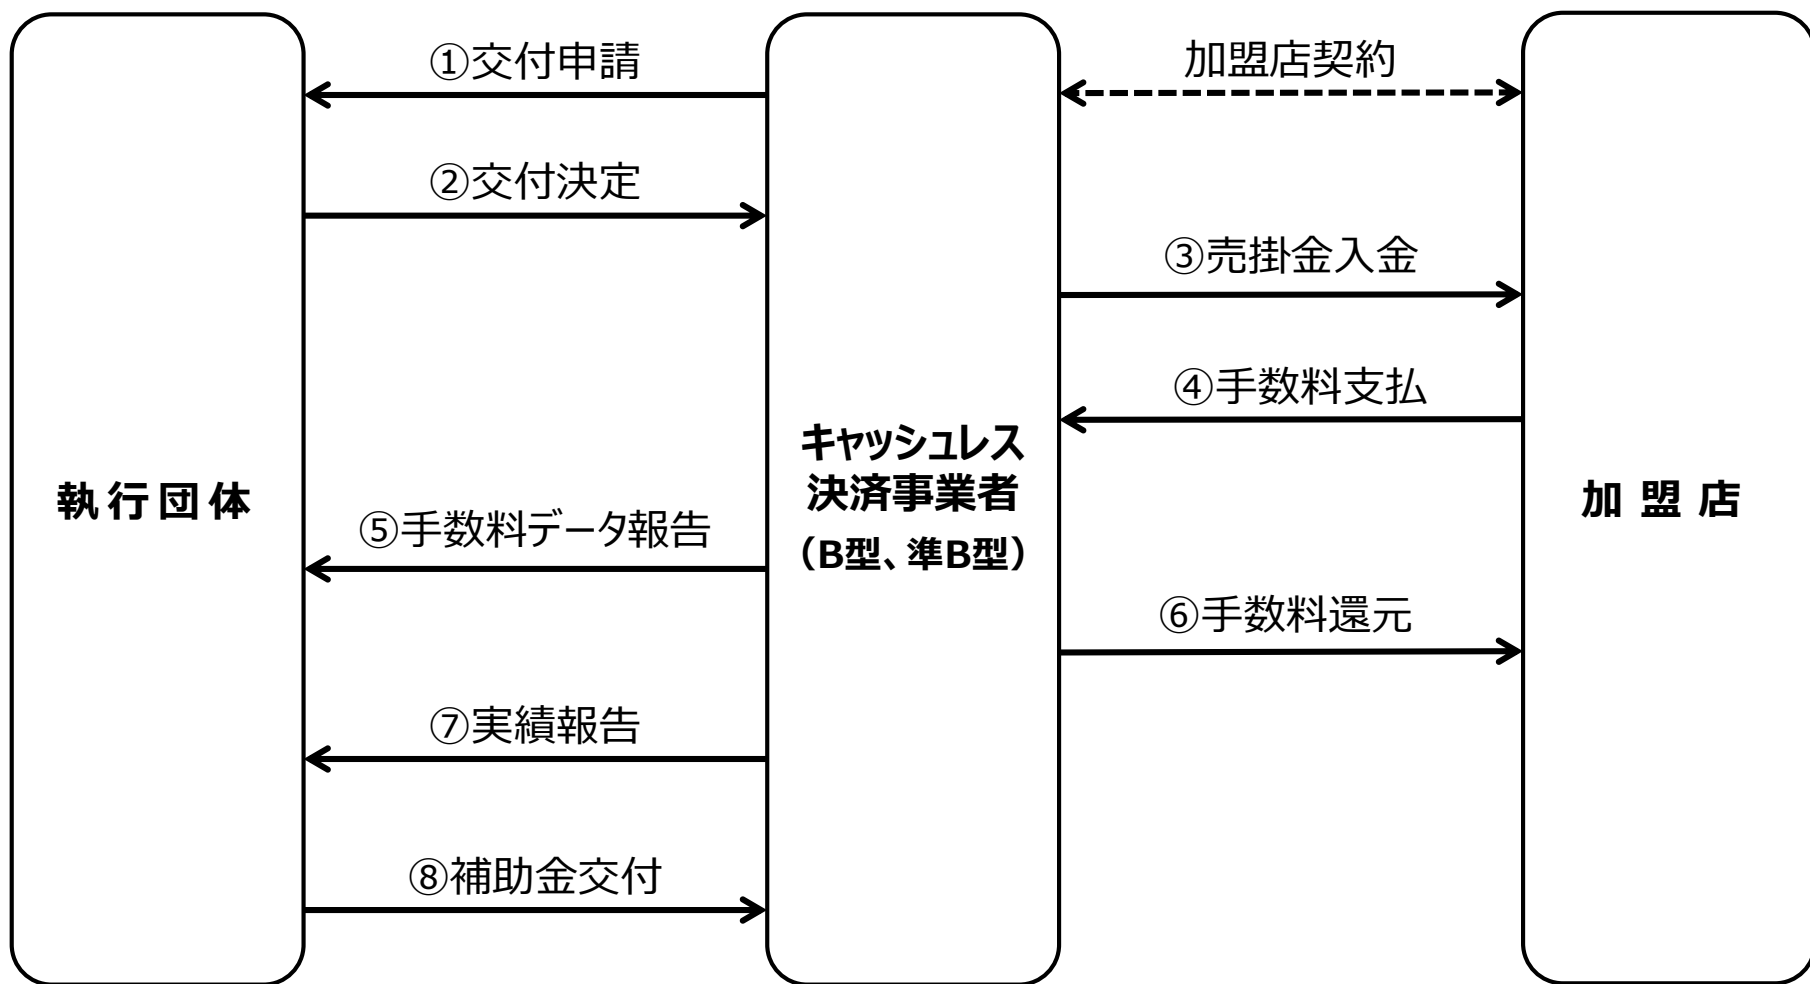 ①交付申請
加盟店契約
②交付決定
③売掛金入金
④手数料支払
執行団体
キャッシュレス
決済事業者
（B型、準B型）
加盟店
⑤手数料データ報告
⑥手数料還元
⑦実績報告
⑧補助金交付